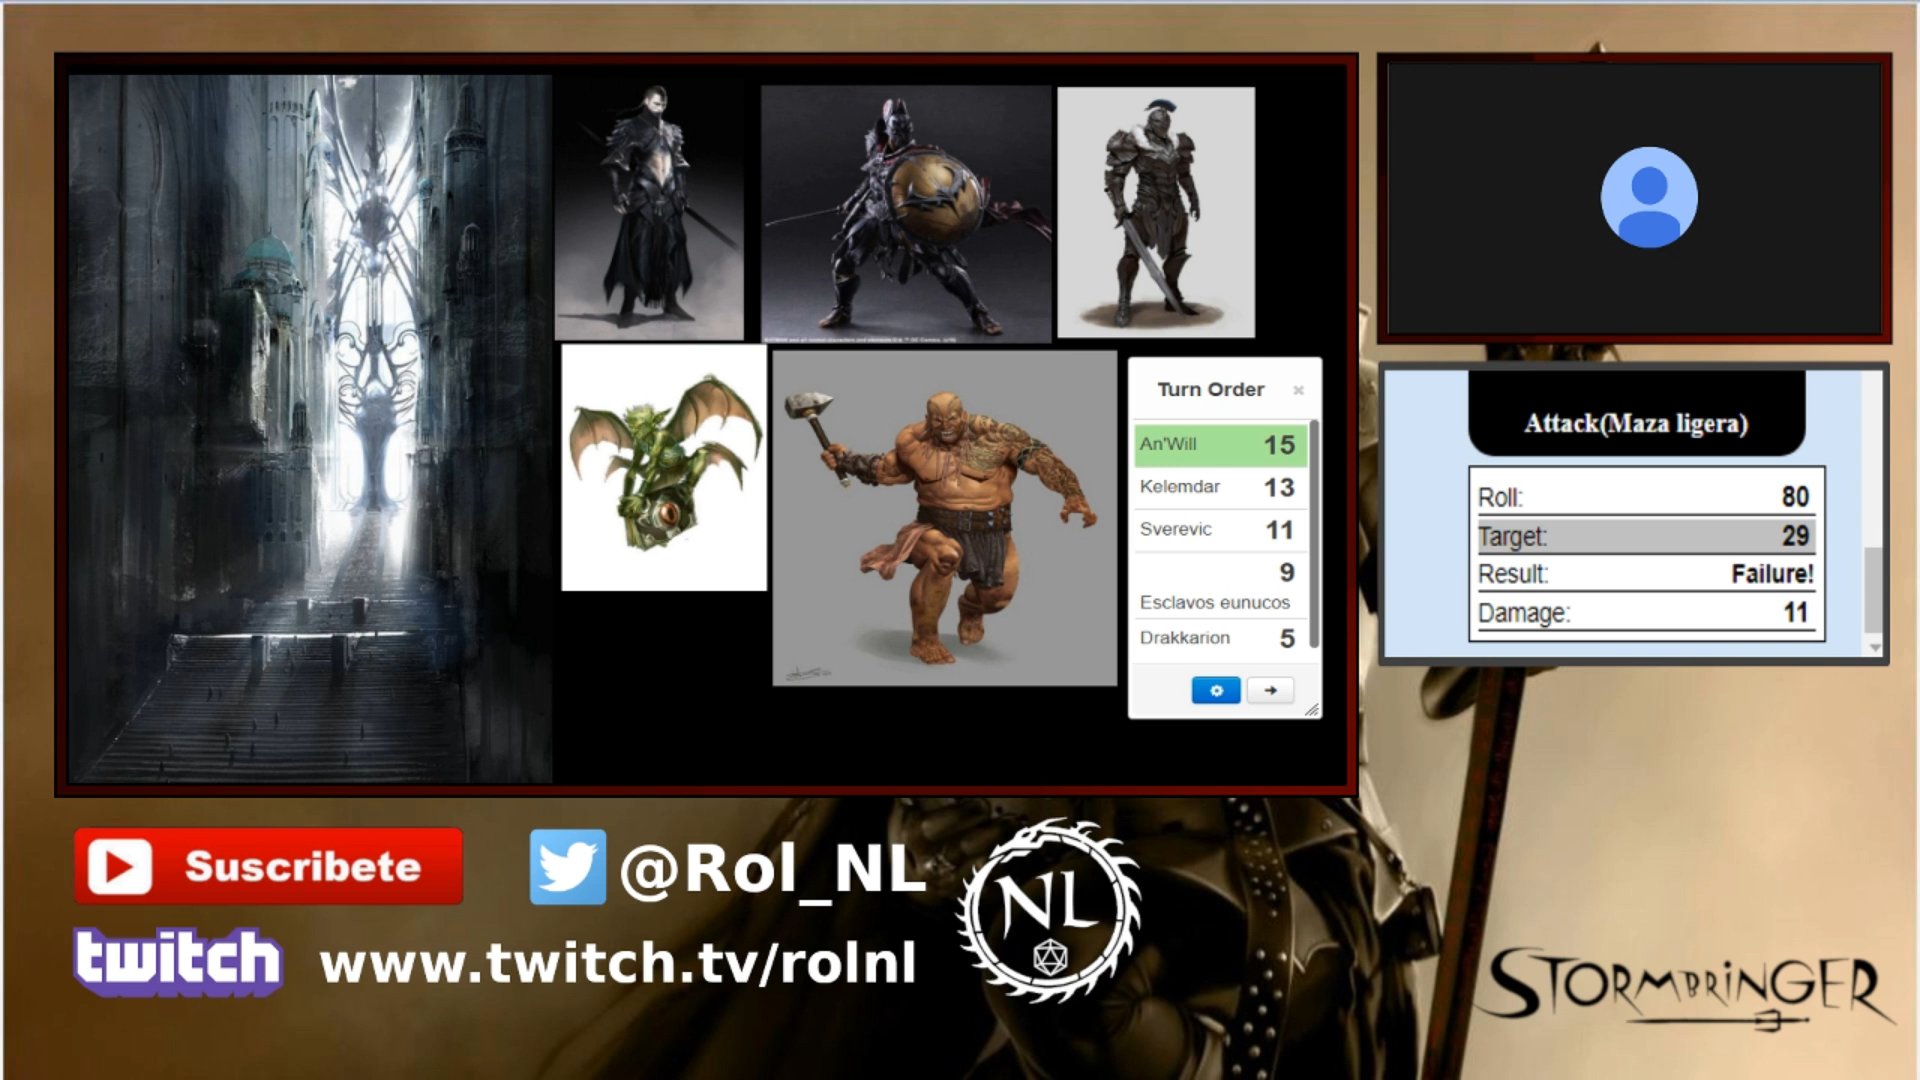 Turn Order ×
An'Will 15
Kelemdar 13
Sverevic 11
9
Esclavos eunucos
Drakkarion 5
Attack(Maza ligera)
Roll: 80
Target: 29
Result: Failure!
Damage: 11
Suscribete
@Rol_NL
NL
twitch
www.twitch.tv/rolnl
STORMBRINGER